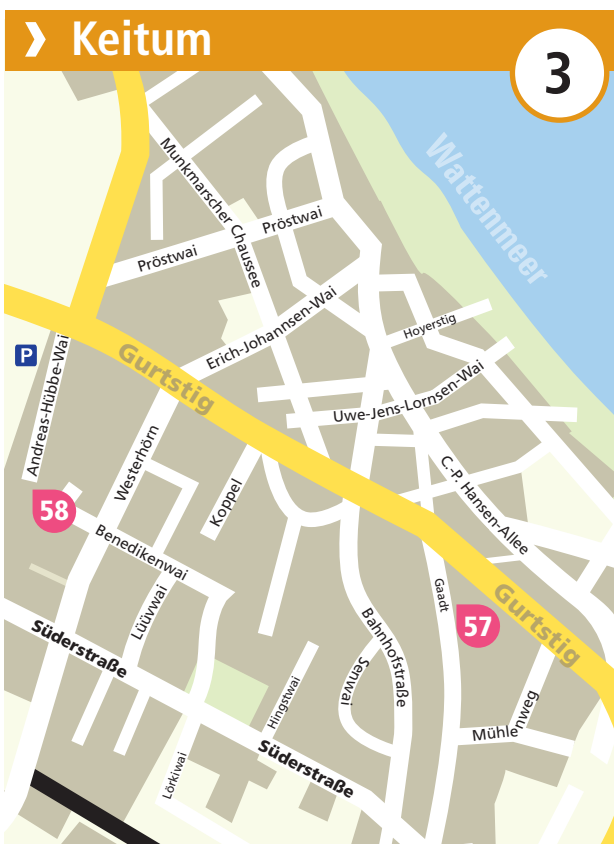 ❯ Keitum
3
Wattenmeer
Munkmarscher Chaussee
Pröstwai
Pröstwai
Erich-Johannsen-Wai
Hoyerstig
P
Andreas-Hübbe-Wai
Gurtstig
Uwe-Jens-Lornsen-Wai
Westerhörn
Koppel
C.-P. Hansen-Allee
58
Benedikenwai
Lüüvwai
Gaadt
57
Gurtstig
Süderstraße
Bahnhofstraße
Senwai
Hingstwai
Mühlenweg
Lörkiwai
Süderstraße